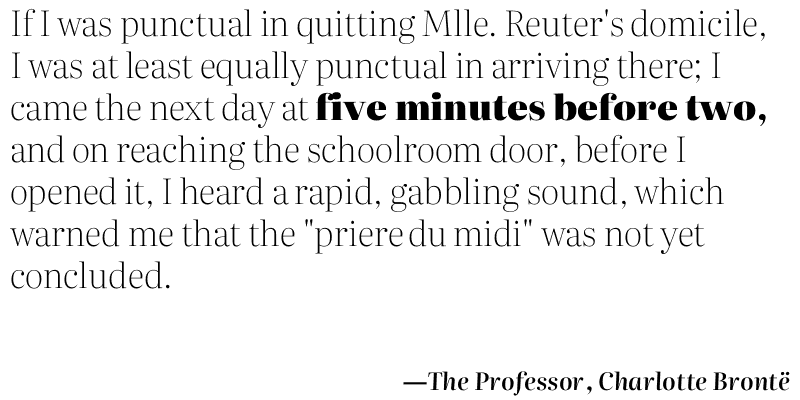 If I was punctual in quitting Mlle. Reuter's domicile,
I was at least equally punctual in arriving there; I
came the next day at five minutes before two,
and on reaching the schoolroom door, before I
opened it, I heard a rapid, gabbling sound, which
warned me that the "priere du midi" was not yet
concluded.
—The Professor, Charlotte Brontë